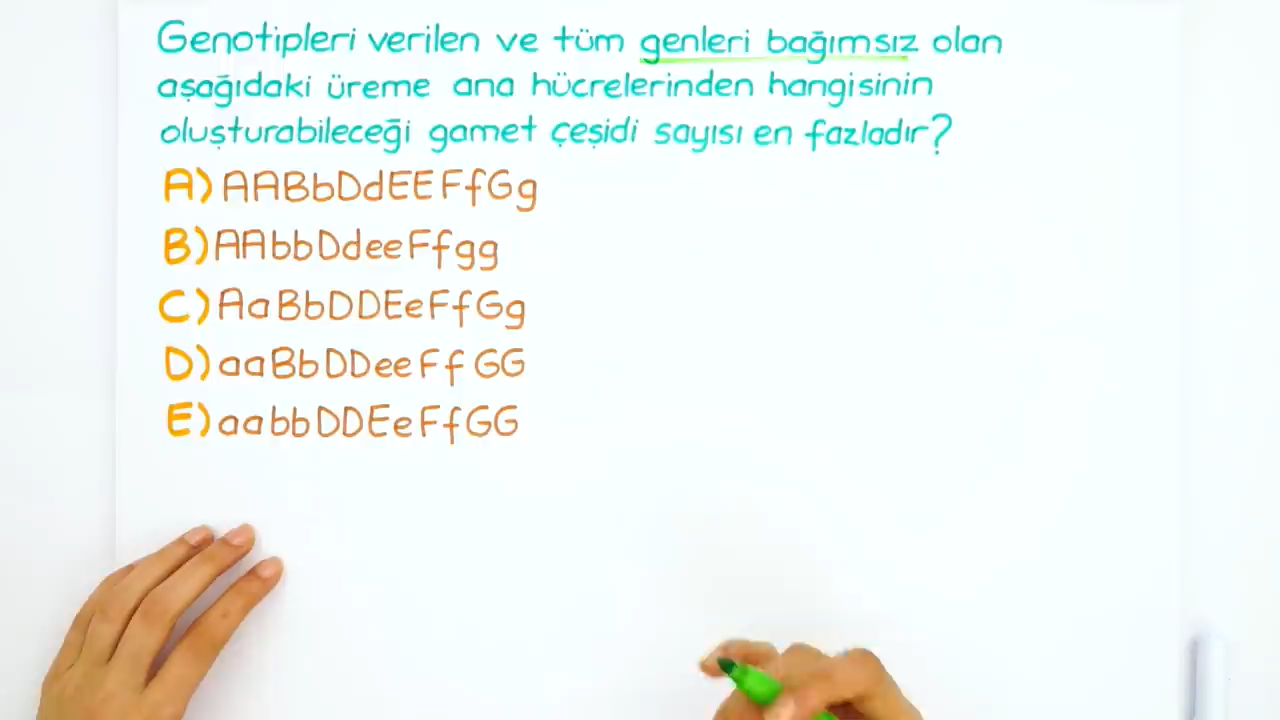 Genotipleri verilen ve tüm genleri bağımsız olan
aşağıdaki üreme ana hücrelerinden hangisinin
oluşturabileceği gamet çeşidi sayısı en fazladır?
A) AABbDdEEFfGg
B) AAbbDdeeFfgg
C) AaBbDDEeFfGg
D) aaBbDDeeFfGG
E) aabbDDEeFfGG